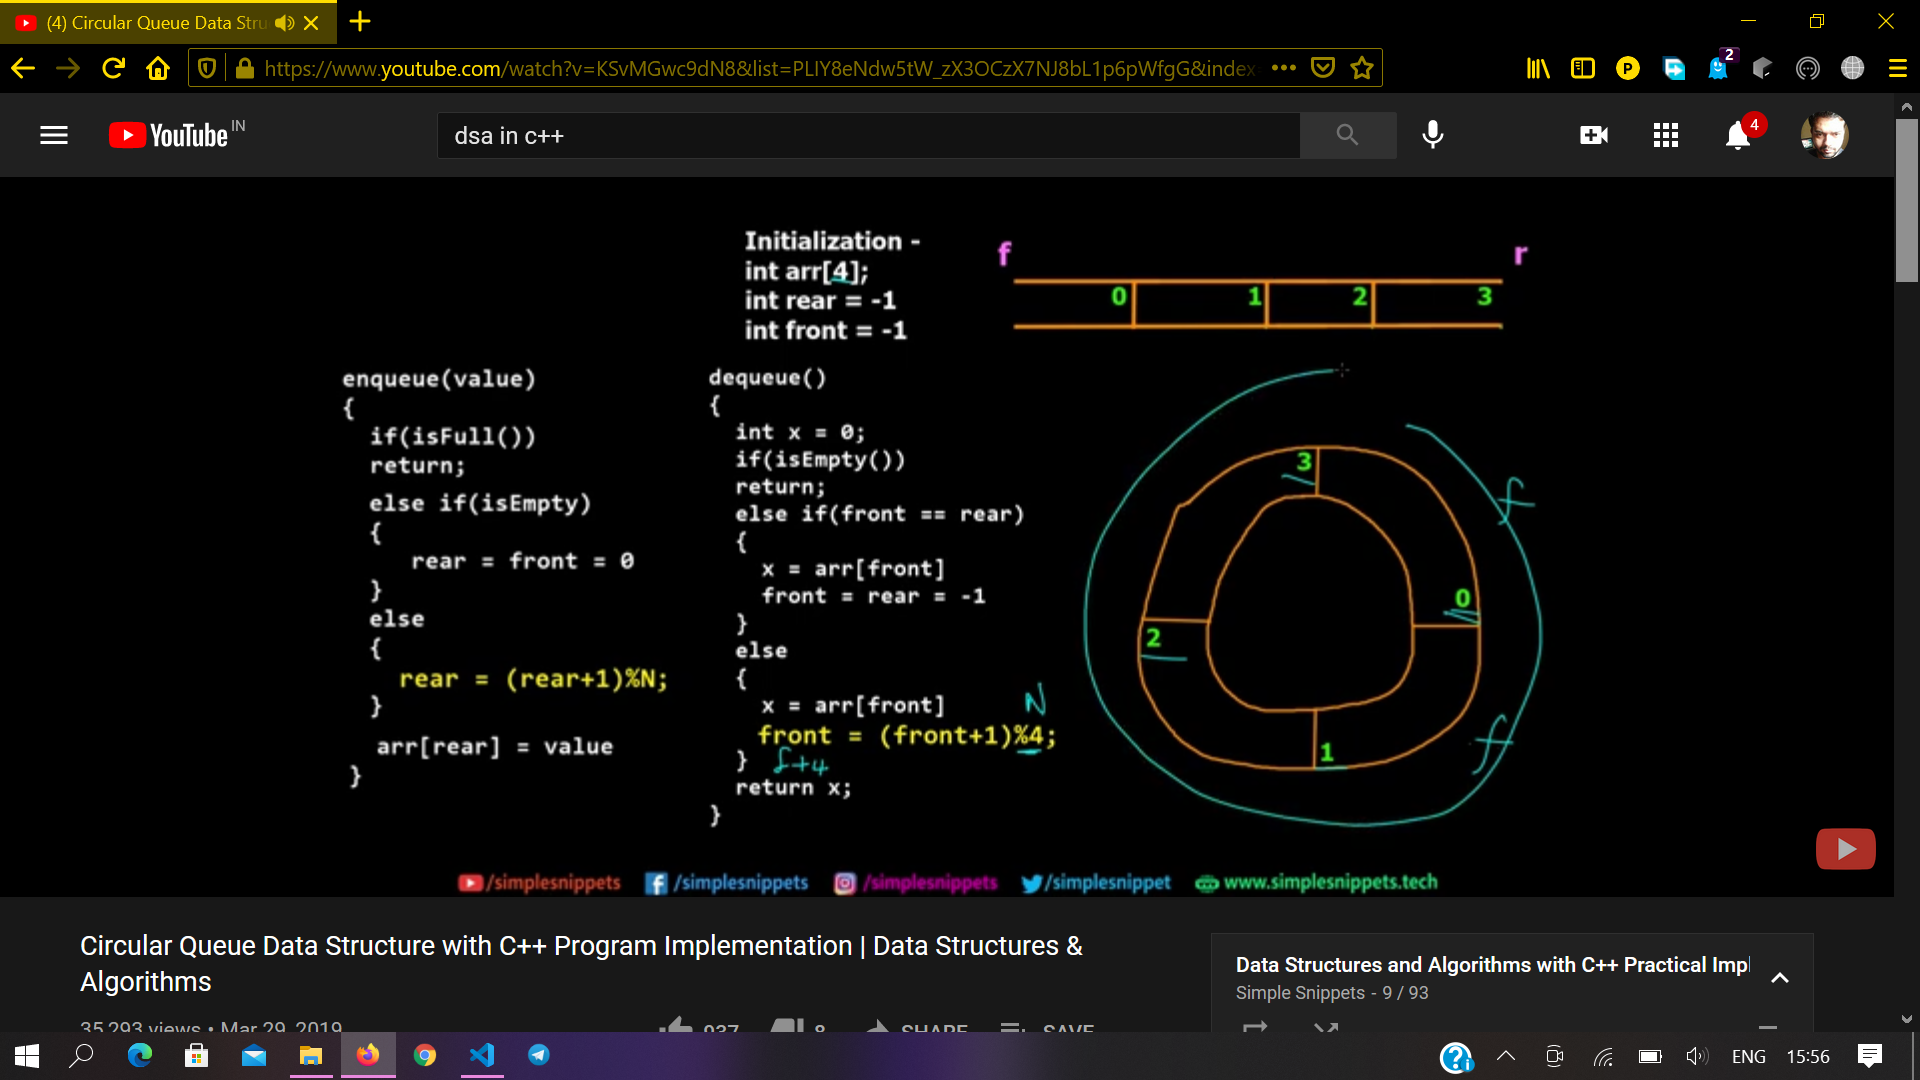 (4) Circular Queue Data Stru
https://www.youtube.com/watch?v=KSvMGwc9dN8&list=PLIY8eNdw5tW_zX3OCzX7NJ8bL1p6pWfgG&index
2
YouTube IN
dsa in c++
4
Initialization -
int arr[4];
int rear = -1
int front = -1
f
r
0 1 2 3
enqueue(value)
{
if(isFull())
return;
else if(isEmpty)
{
rear = front = 0
}
else
{
rear = (rear+1)%N;
}
arr[rear] = value
}
dequeue()
{
int x = 0;
if(isEmpty())
return;
else if(front == rear)
{
x = arr[front]
front = rear = -1
}
else
{
x = arr[front]
N
front = (front+1)%4;
} f+4
return x;
}
3
f
0
2
f
1
/simplesnippets /simplesnippets /simplesnippets /simplesnippet www.simplesnippets.tech
Circular Queue Data Structure with C++ Program Implementation | Data Structures &
Algorithms
35,293 views • Mar 29, 2019
937 8 SHARE SAVE
Data Structures and Algorithms with C++ Practical Impl
Simple Snippets - 9 / 93
ENG 15:56